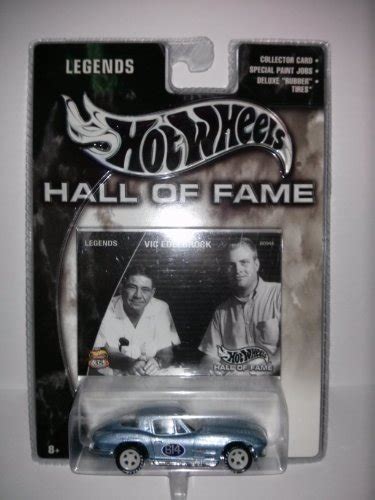 LEGENDS
COLLECTOR CARD •
SPECIAL PAINT JOBS •
DELUXE "RUBBER" •
TIRES"
HOT WHEELS
HALL OF FAME
LEGENDS VIC EDELBROCK
HOT WHEELS
HALL OF FAME
8+
614